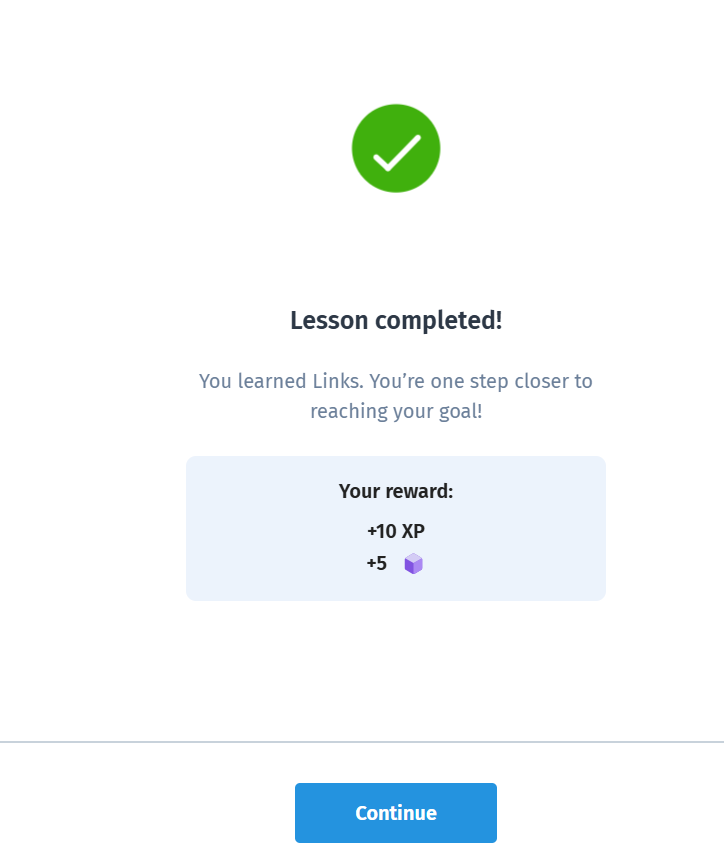 Lesson completed!
You learned Links. You’re one step closer to
reaching your goal!
Your reward:
+10 XP
+5
Continue